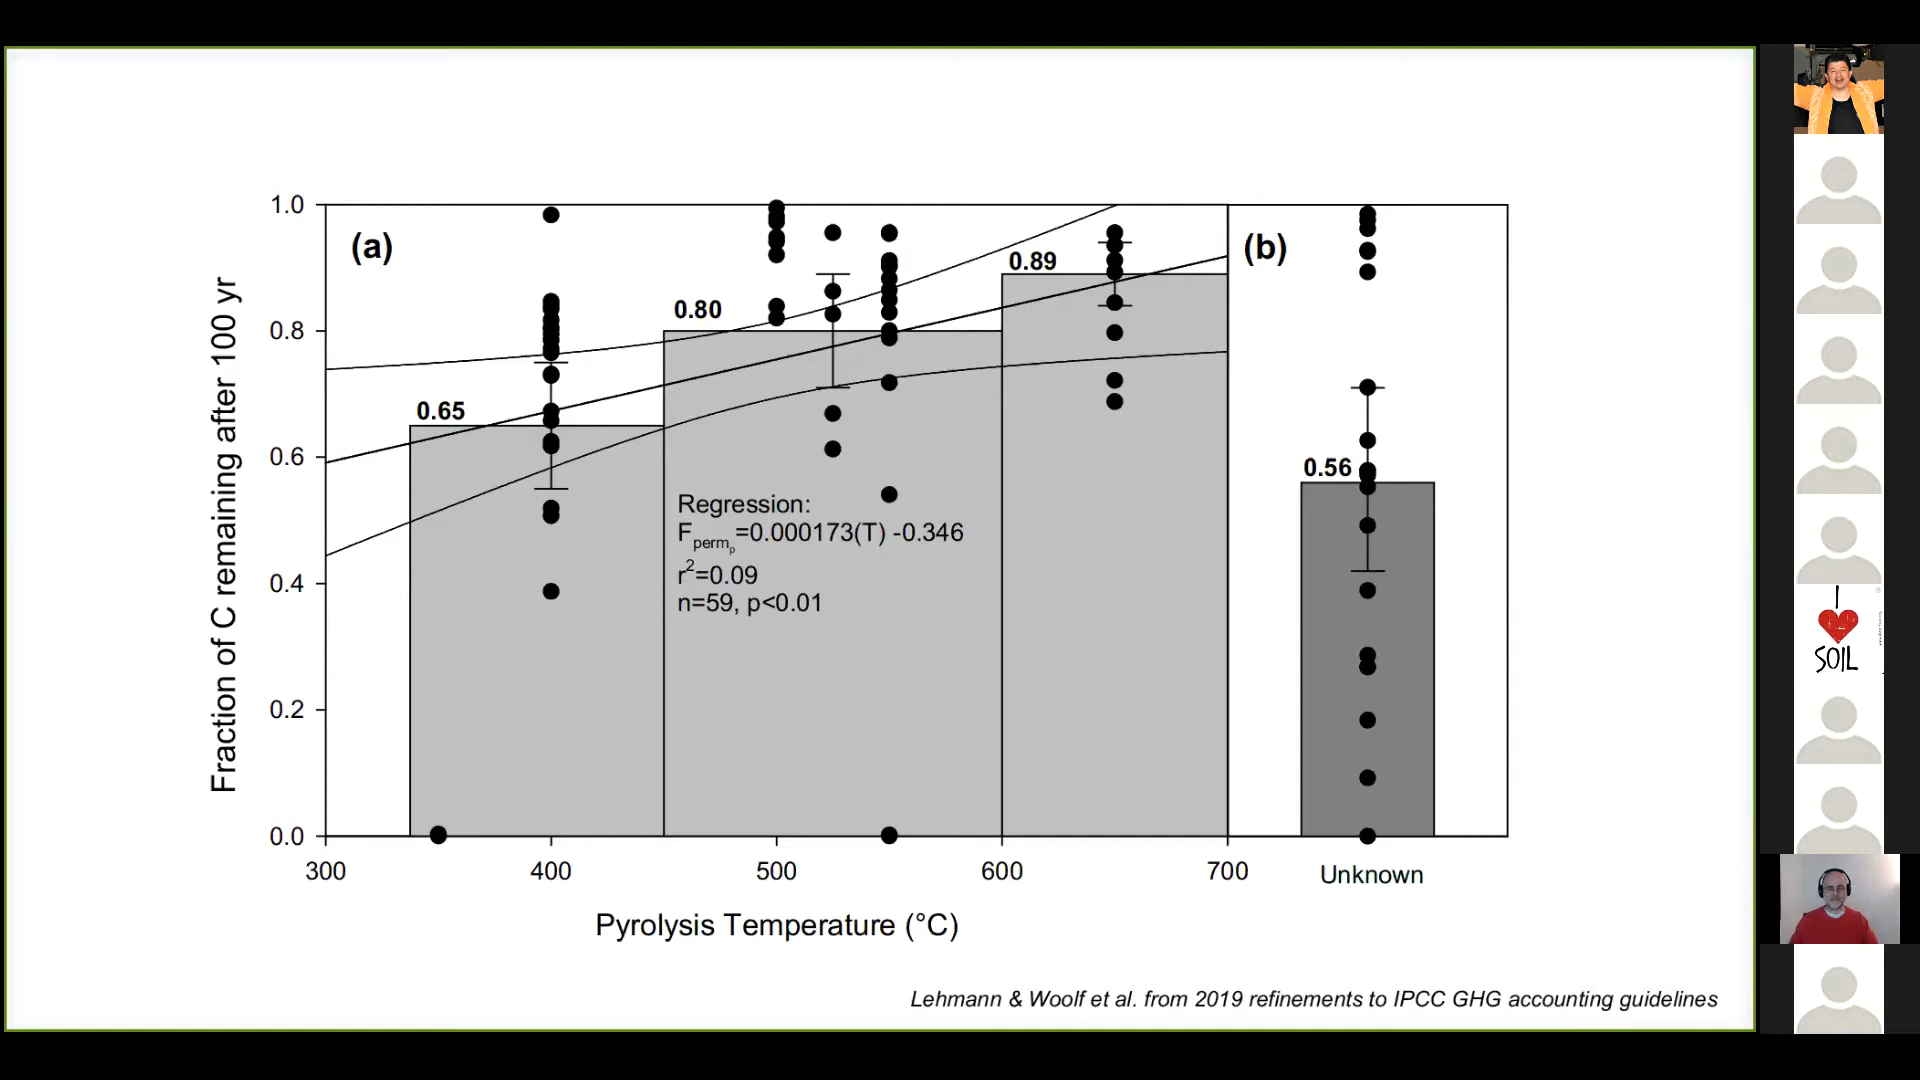 1.0
0.8
0.6
0.4
0.2
0.0
Fraction of C remaining after 100 yr
(a)
0.65
0.80
0.89
Regression:
Fpermp=0.000173(T) -0.346
r2=0.09
n=59, p<0.01
(b)
0.56
300 400 500 600 700 Unknown
Pyrolysis Temperature (°C)
Lehmann & Woolf et al. from 2019 refinements to IPCC GHG accounting guidelines
I
SOIL